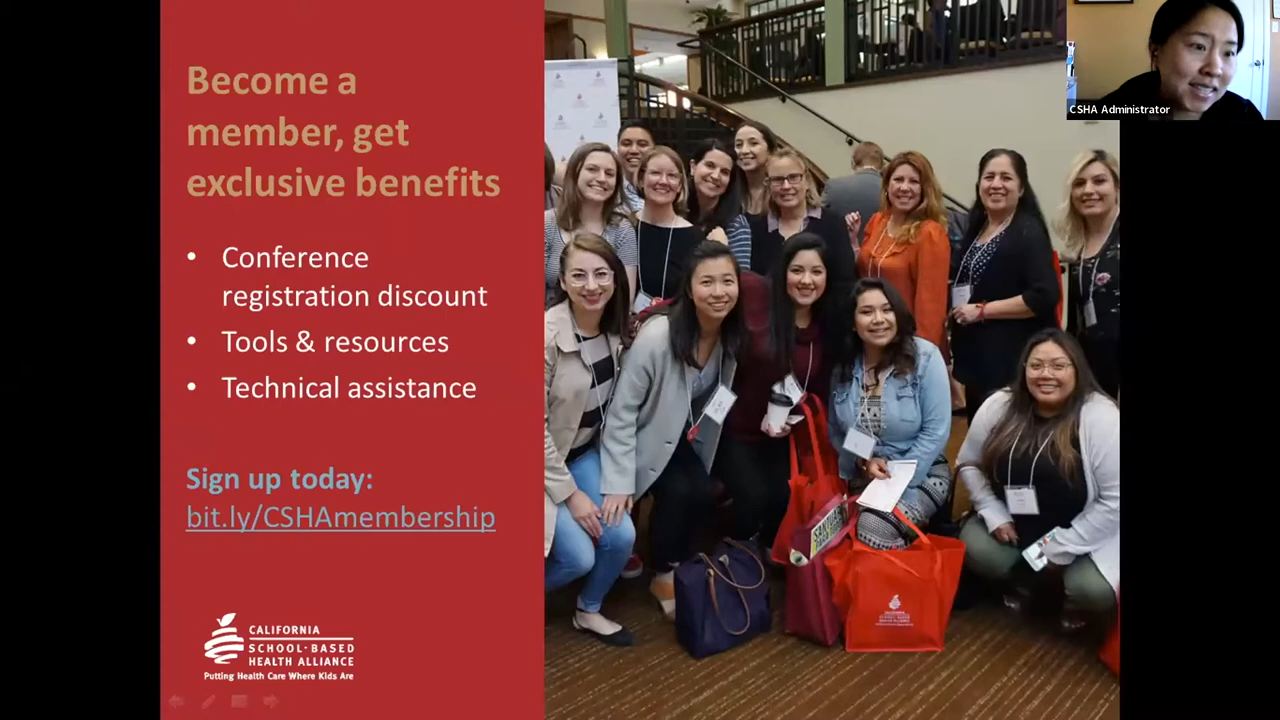 Become a
member, get
exclusive benefits
• Conference
registration discount
• Tools & resources
• Technical assistance
Sign up today:
bit.ly/CSHAmembership
CALIFORNIA
SCHOOL·BASED
HEALTH ALLIANCE
Putting Health Care Where Kids Are
CSHA Administrator